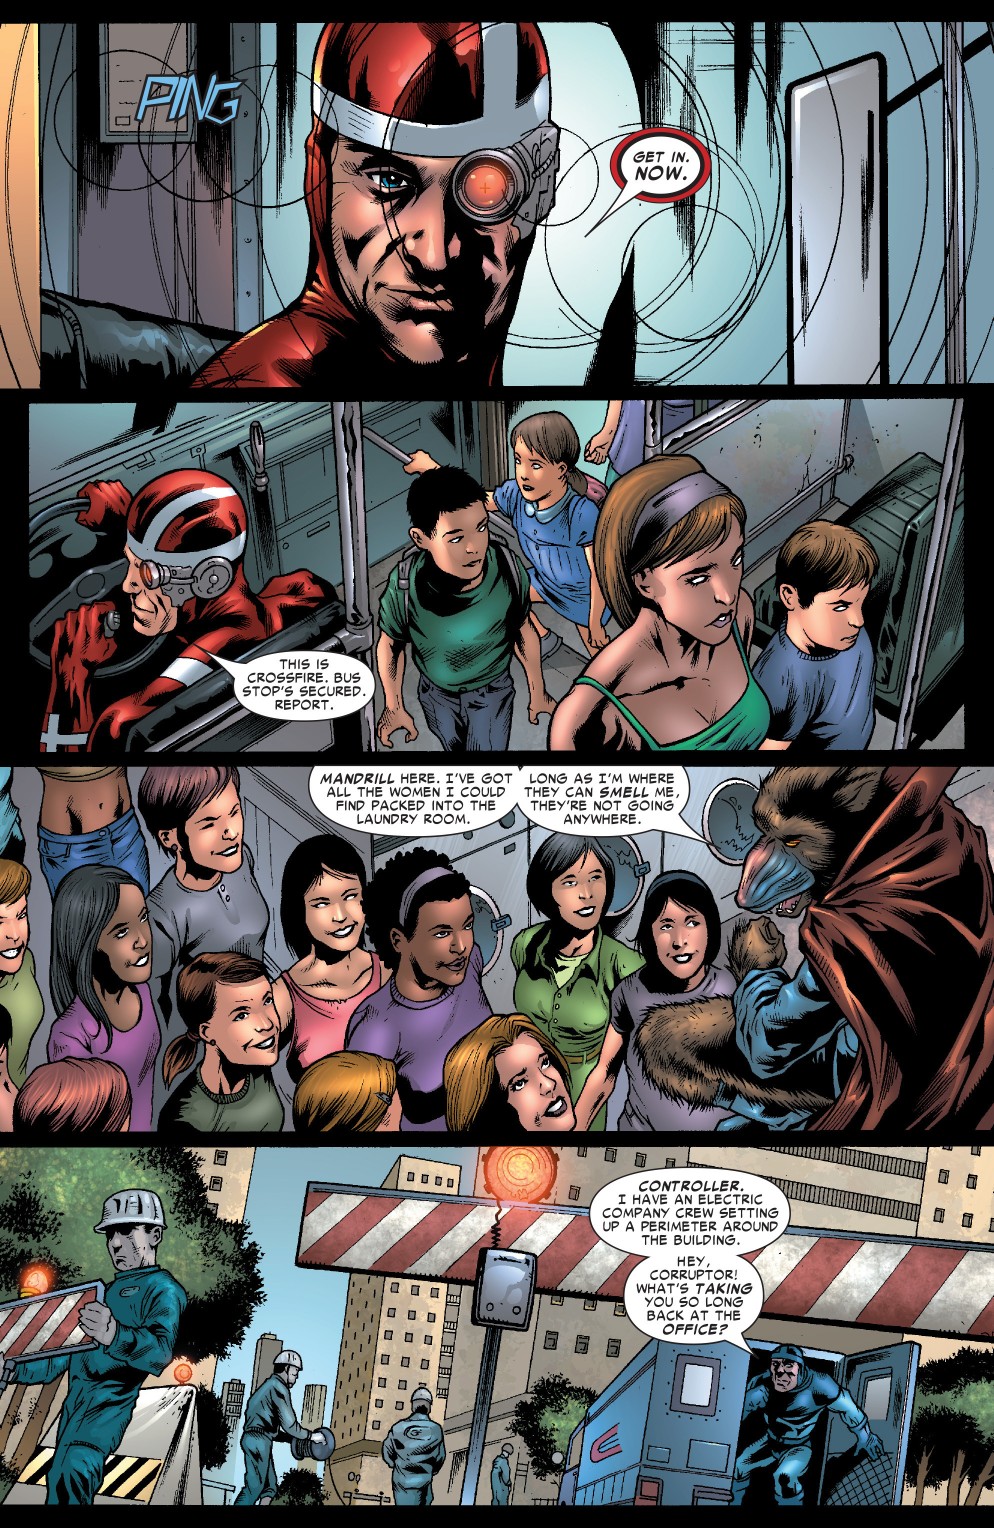 PING
GET IN.
NOW.
THIS IS
CROSSFIRE. BUS
STOP'S SECURED.
REPORT.
MANDRILL HERE. I'VE GOT
ALL THE WOMEN I COULD
FIND PACKED INTO THE
LAUNDRY ROOM.
LONG AS I'M WHERE
THEY CAN SMELL ME,
THEY'RE NOT GOING
ANYWHERE.
CONTROLLER.
I HAVE AN ELECTRIC
COMPANY CREW SETTING
UP A PERIMETER AROUND
THE BUILDING.
HEY,
CORRUPTOR!
WHAT'S TAKING
YOU SO LONG
BACK AT THE
OFFICE?